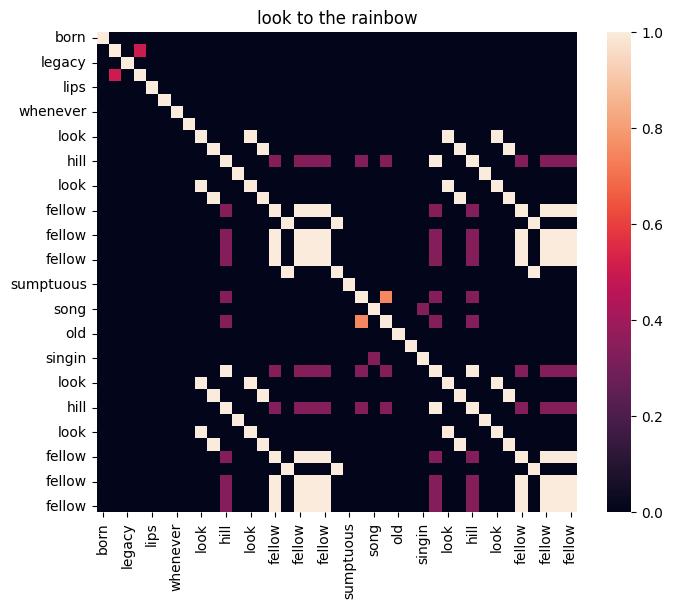 look to the rainbow
born
legacy
lips
whenever
look
hill
look
fellow
fellow
fellow
sumptuous
song
old
singin
look
hill
look
fellow
fellow
fellow
born
legacy
lips
whenever
look
hill
look
fellow
fellow
fellow
sumptuous
song
old
singin
look
hill
look
fellow
fellow
fellow
1.0
0.8
0.6
0.4
0.2
0.0